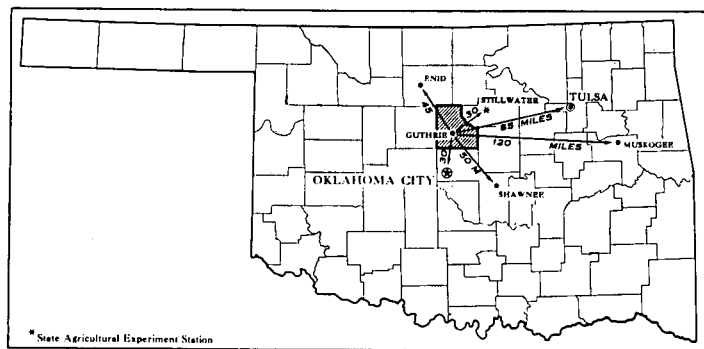 ENID
45
30
STILLWATER
TULSA
GUTHRIE
85 MILES
120 MILES
MUSKOGEE
30
50 M
OKLAHOMA CITY
SHAWNEE
* State Agricultural Experiment Station